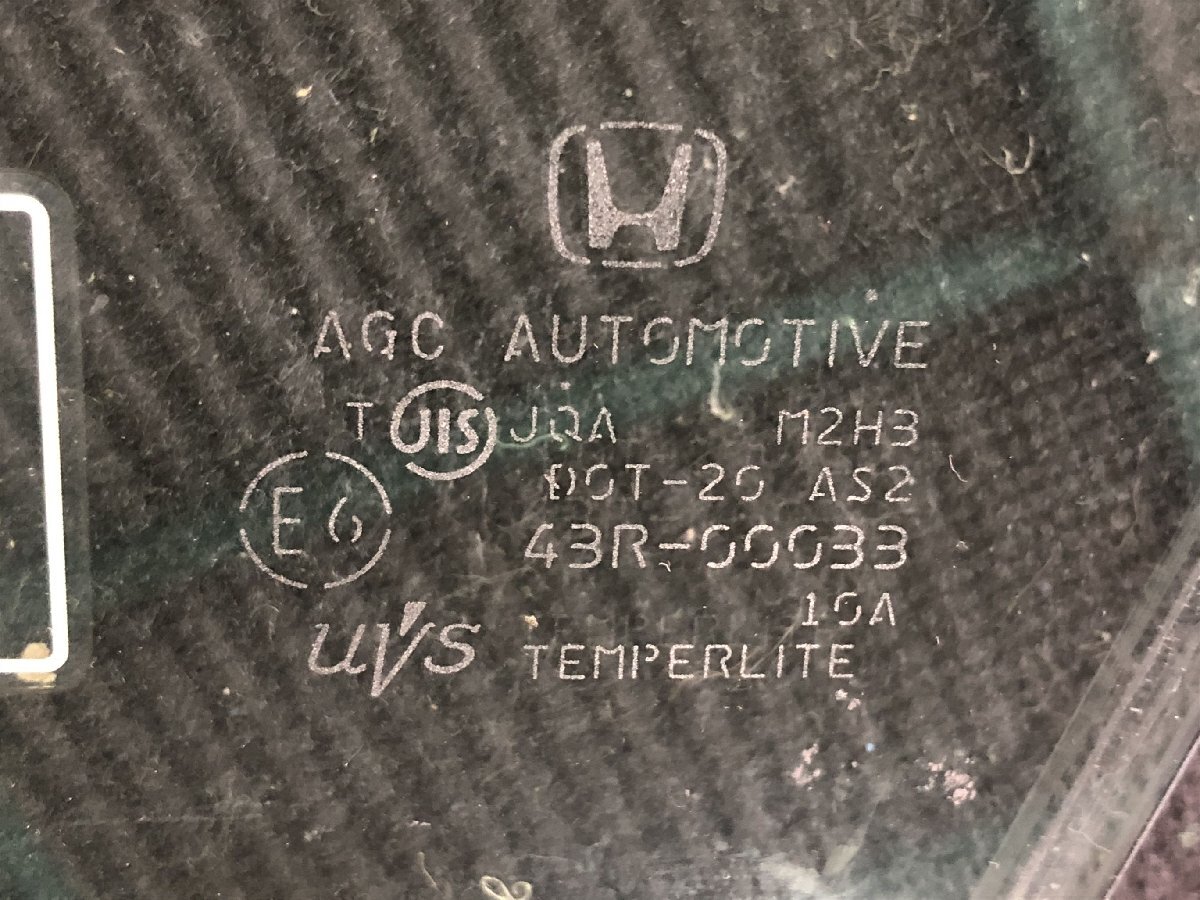 AGC AUTOMOTIVE
T JIS JQA M2H3
DOT-20 AS2
E6 43R-00033
10A
UVS TEMPERLITE